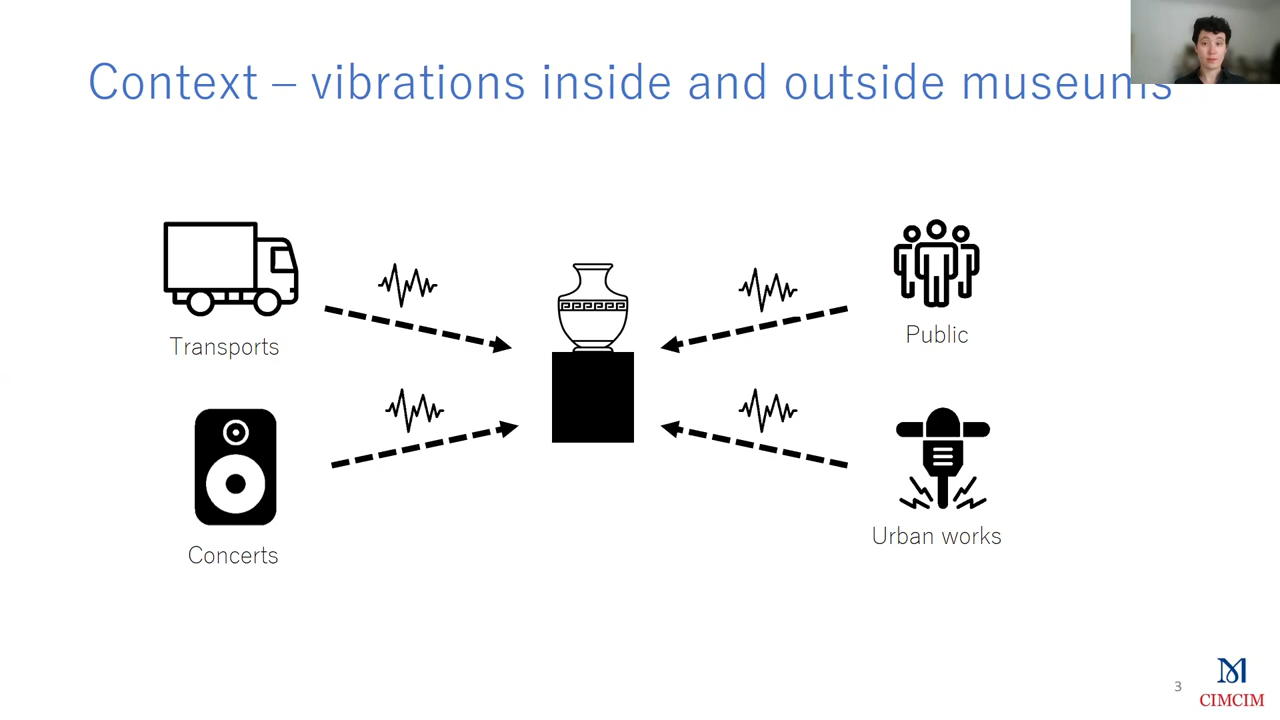 Context – vibrations inside and outside museums
Transports
Public
Concerts
Urban works
3
CIMCIM